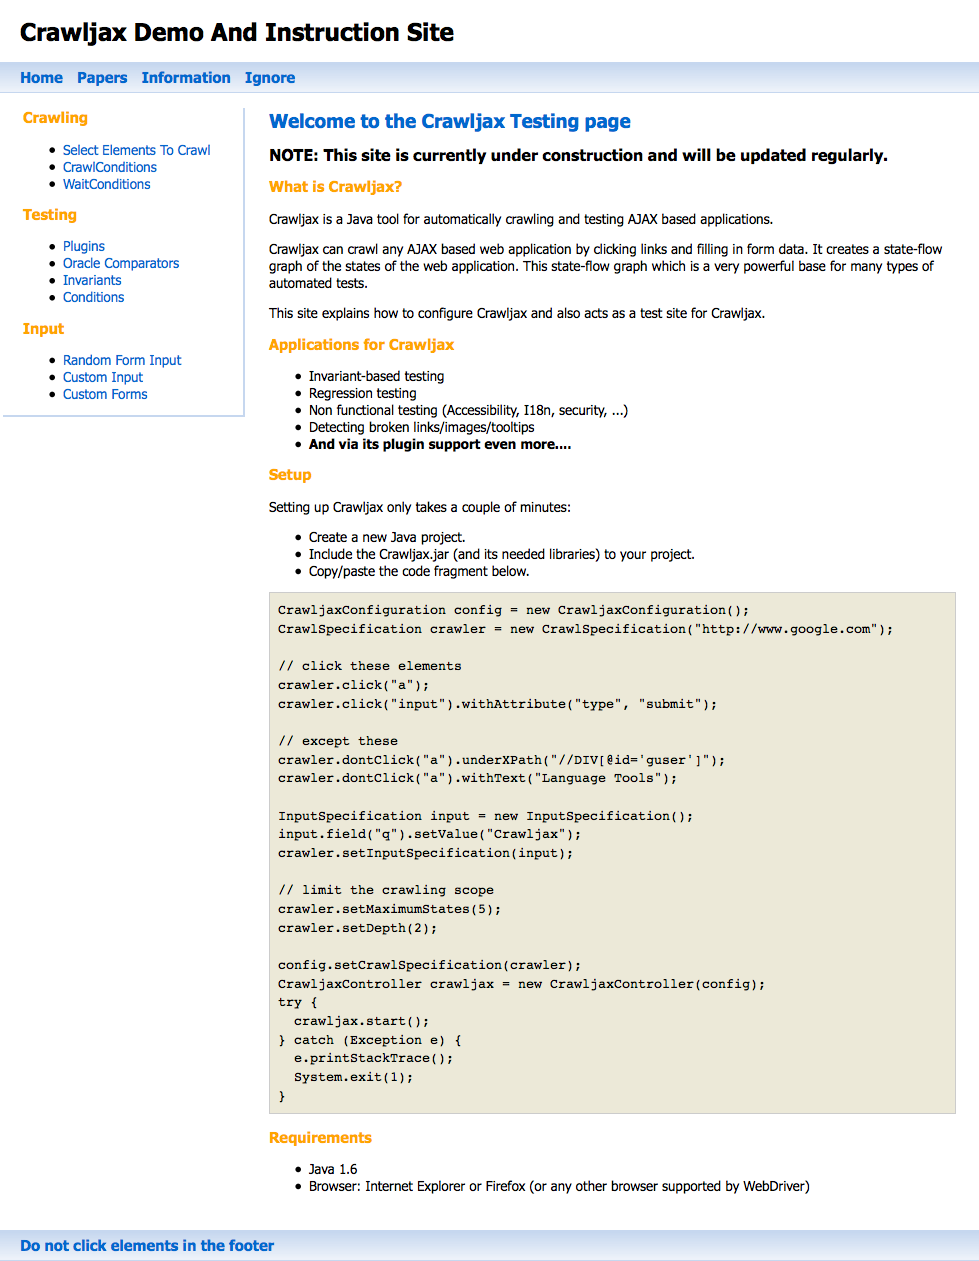 Crawljax Demo And Instruction Site
Home Papers Information Ignore
Crawling
Select Elements To Crawl
CrawlConditions
WaitConditions
Testing
Plugins
Oracle Comparators
Invariants
Conditions
Input
Random Form Input
Custom Input
Custom Forms
Welcome to the Crawljax Testing page
NOTE: This site is currently under construction and will be updated regularly.
What is Crawljax?
Crawljax is a Java tool for automatically crawling and testing AJAX based applications.
Crawljax can crawl any AJAX based web application by clicking links and filling in form data. It creates a state-flow
graph of the states of the web application. This state-flow graph which is a very powerful base for many types of
automated tests.
This site explains how to configure Crawljax and also acts as a test site for Crawljax.
Applications for Crawljax
Invariant-based testing
Regression testing
Non functional testing (Accessibility, I18n, security, ...)
Detecting broken links/images/tooltips
And via its plugin support even more....
Setup
Setting up Crawljax only takes a couple of minutes:
Create a new Java project.
Include the Crawljax.jar (and its needed libraries) to your project.
Copy/paste the code fragment below.
CrawljaxConfiguration config = new CrawljaxConfiguration();
CrawlSpecification crawler = new CrawlSpecification("http://www.google.com");
// click these elements
crawler.click("a");
crawler.click("input").withAttribute("type", "submit");
// except these
crawler.dontClick("a").underXPath("//DIV[@id='guser']");
crawler.dontClick("a").withText("Language Tools");
InputSpecification input = new InputSpecification();
input.field("q").setValue("Crawljax");
crawler.setInputSpecification(input);
// limit the crawling scope
crawler.setMaximumStates(5);
crawler.setDepth(2);
config.setCrawlSpecification(crawler);
CrawljaxController crawljax = new CrawljaxController(config);
try {
  crawljax.start();
} catch (Exception e) {
  e.printStackTrace();
  System.exit(1);
}
Requirements
Java 1.6
Browser: Internet Explorer or Firefox (or any other browser supported by WebDriver)
Do not click elements in the footer